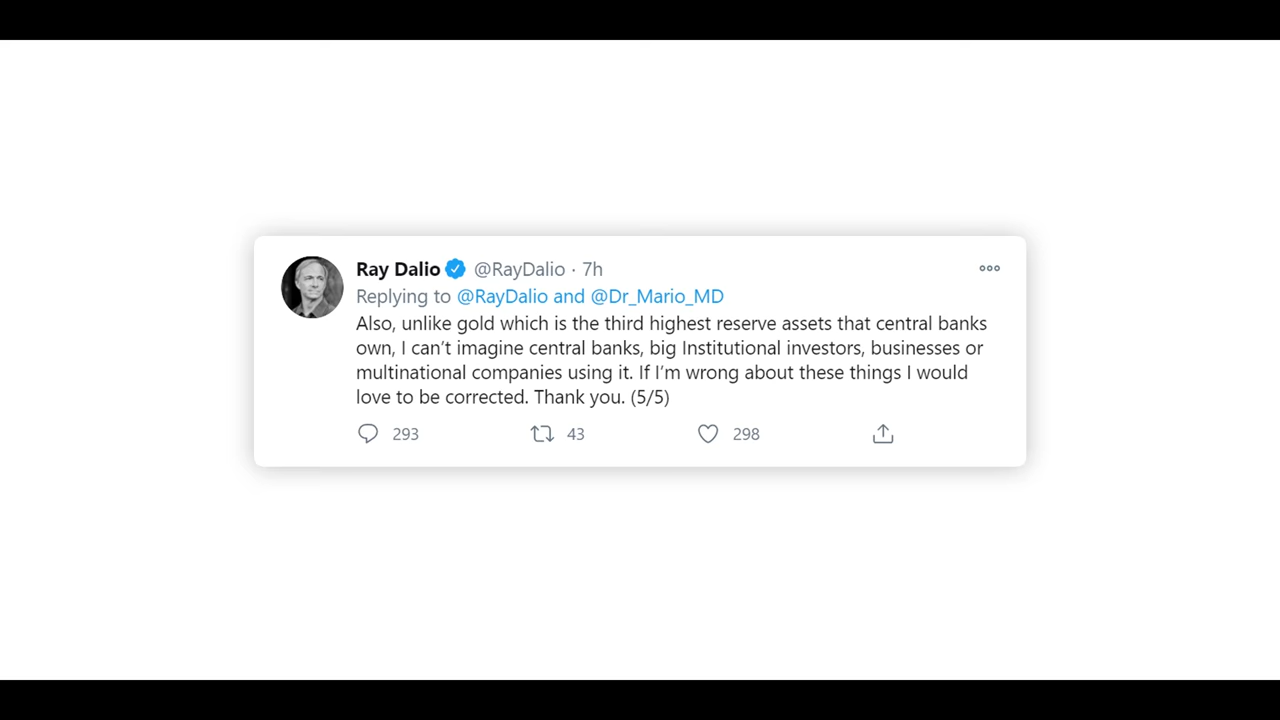 Ray Dalio @RayDalio · 7h
Replying to @RayDalio and @Dr_Mario_MD
Also, unlike gold which is the third highest reserve assets that central banks
own, I can’t imagine central banks, big Institutional investors, businesses or
multinational companies using it. If I’m wrong about these things I would
love to be corrected. Thank you. (5/5)
293 43 298